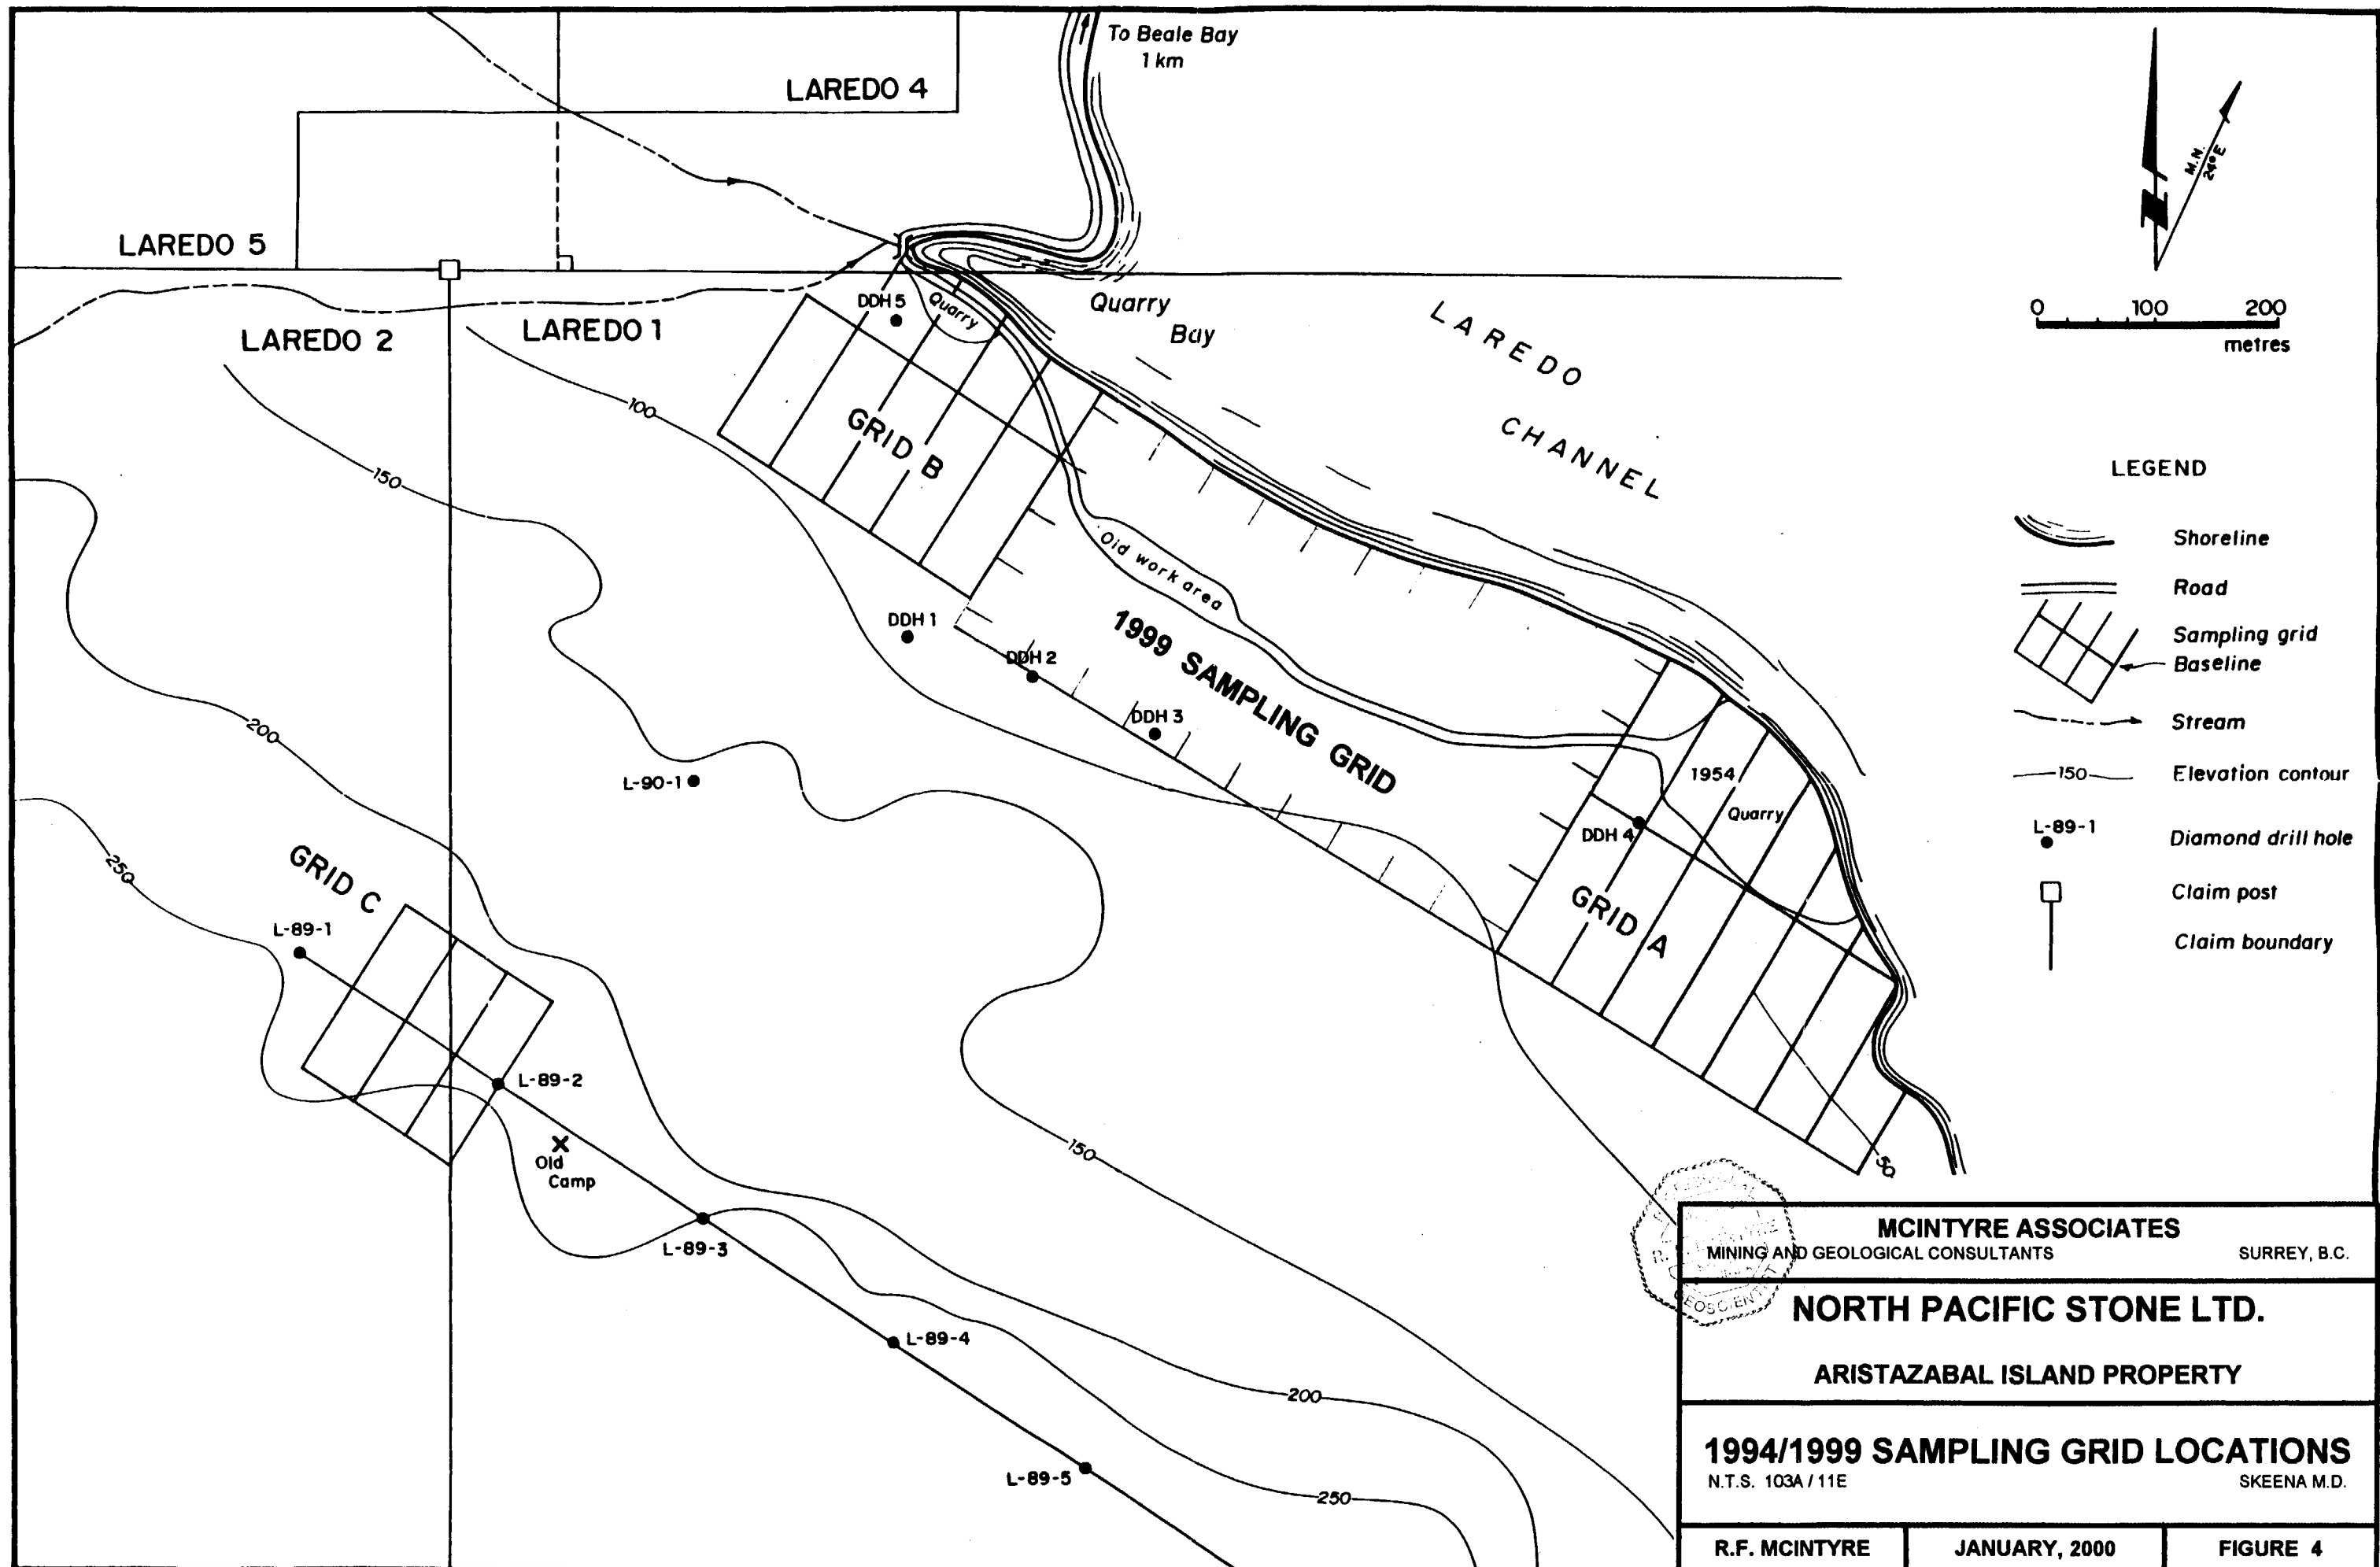 To Beale Bay
1 km
LAREDO 4
LAREDO 5
LAREDO 2
LAREDO 1
DDH 5
Quarry
Quarry
Bay
LAREDO
CHANNEL
N
M.N.
24°E
0 100 200
metres
GRID B
100
150
200
250
Old work area
DDH 1
DDH 2
DDH 3
1999 SAMPLING GRID
L-90-1
1954
Quarry
DDH 4
GRID A
GRID C
L-89-1
L-89-2
Old
Camp
L-89-3
L-89-4
L-89-5
150
200
250
50
LEGEND
Shoreline
Road
Sampling grid
Baseline
Stream
150
Elevation contour
L-89-1
Diamond drill hole
Claim post
Claim boundary
MCINTYRE ASSOCIATES
MINING AND GEOLOGICAL CONSULTANTS SURREY, B.C.
NORTH PACIFIC STONE LTD.
ARISTAZABAL ISLAND PROPERTY
1994/1999 SAMPLING GRID LOCATIONS
N.T.S. 103A / 11E SKEENA M.D.
R.F. MCINTYRE JANUARY, 2000 FIGURE 4